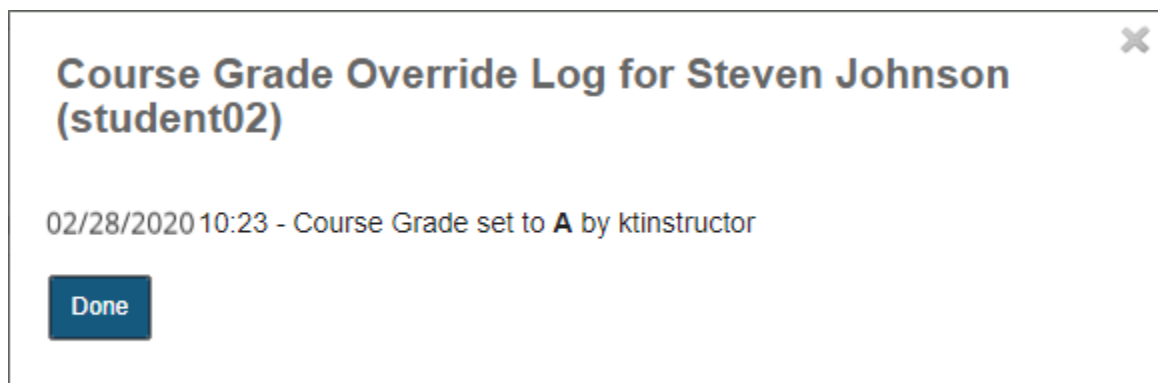 Course Grade Override Log for Steven Johnson
(student02)
02/28/2020 10:23 - Course Grade set to A by ktinstructor
Done